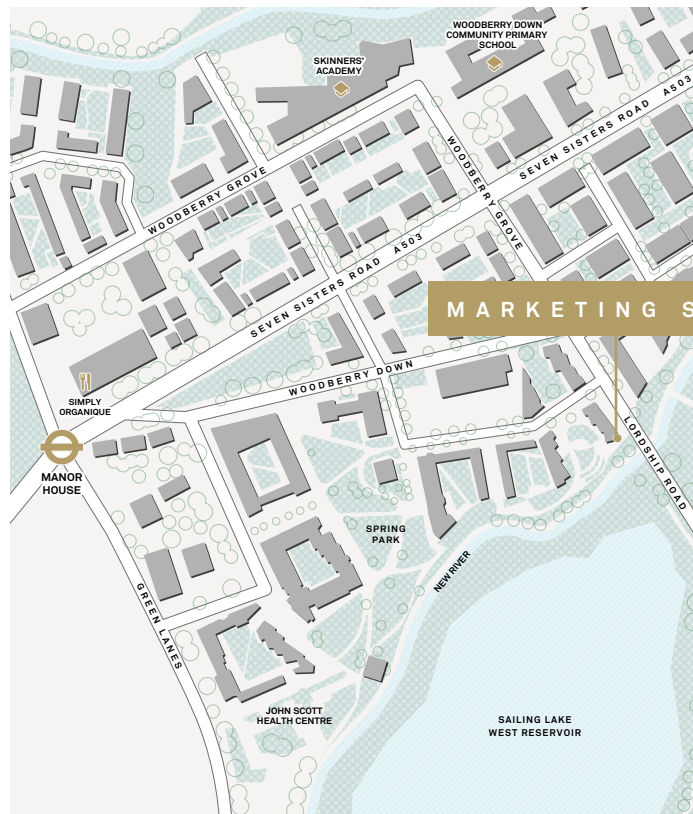 WOODBERRY DOWN
COMMUNITY PRIMARY
SCHOOL
SKINNERS'
ACADEMY
SEVEN SISTERS ROAD A503
WOODBERRY GROVE
WOODBERRY GROVE
SEVEN SISTERS ROAD A503
MARKETING S
WOODBERRY DOWN
SIMPLY
ORGANIQUE
MANOR
HOUSE
LORDSHIP ROAD
SPRING
PARK
NEW RIVER
GREEN LANES
JOHN SCOTT
HEALTH CENTRE
SAILING LAKE
WEST RESERVOIR